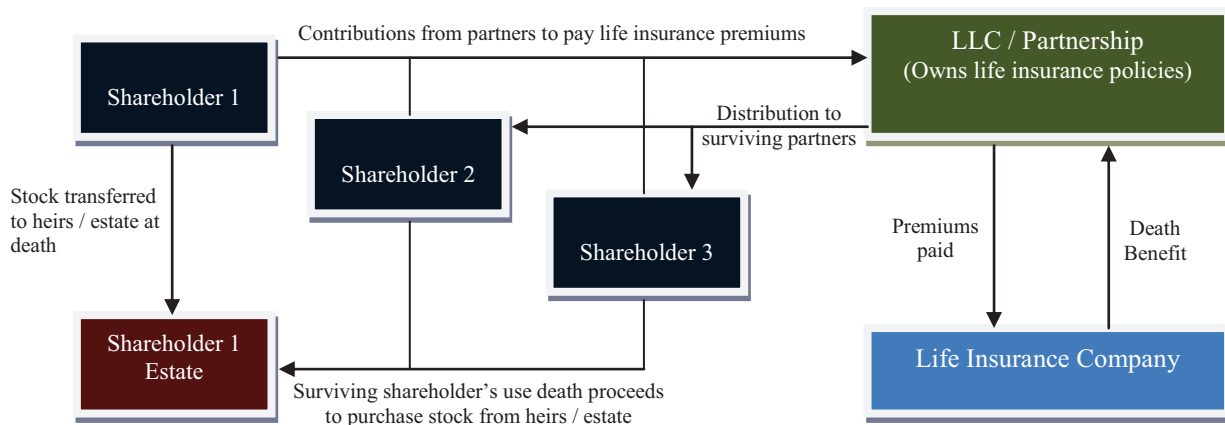 Contributions from partners to pay life insurance premiums
LLC / Partnership
(Owns life insurance policies)
Shareholder 1
Distribution to
surviving partners
Shareholder 2
Stock transferred
to heirs / estate at
death
Shareholder 3
Premiums
paid
Death
Benefit
Shareholder 1
Estate
Life Insurance Company
Surviving shareholder’s use death proceeds
to purchase stock from heirs / estate